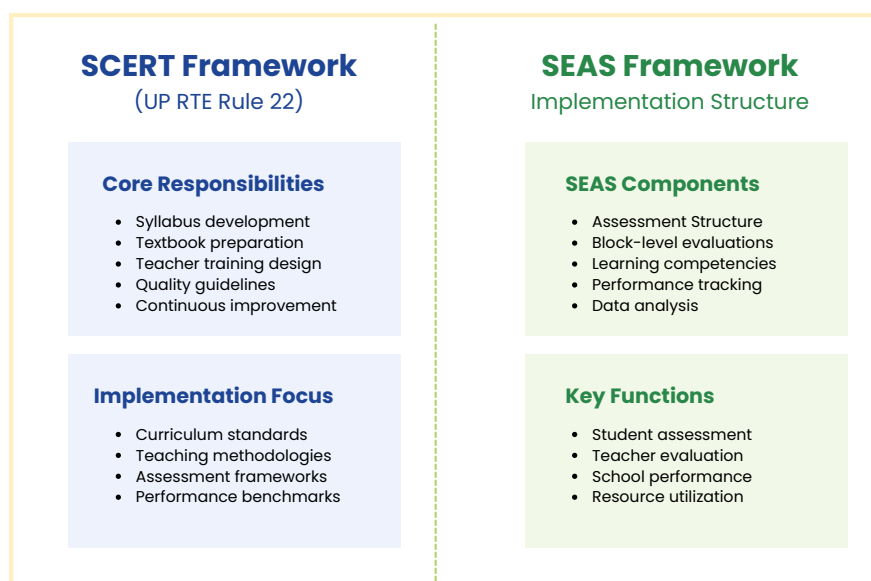 SCERT Framework
(UP RTE Rule 22)
Core Responsibilities
• Syllabus development
• Textbook preparation
• Teacher training design
• Quality guidelines
• Continuous improvement
Implementation Focus
• Curriculum standards
• Teaching methodologies
• Assessment frameworks
• Performance benchmarks
SEAS Framework
Implementation Structure
SEAS Components
• Assessment Structure
• Block-level evaluations
• Learning competencies
• Performance tracking
• Data analysis
Key Functions
• Student assessment
• Teacher evaluation
• School performance
• Resource utilization